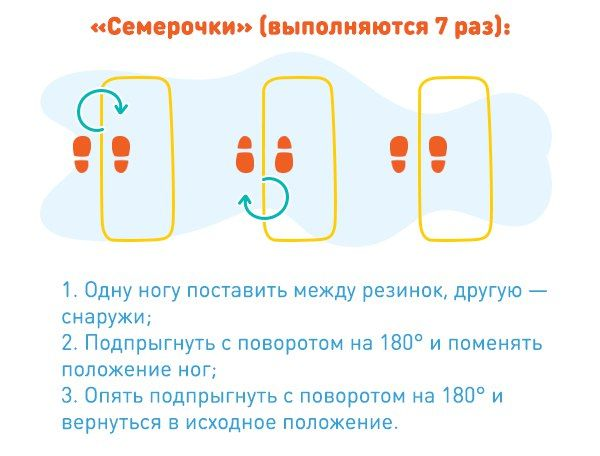 «Семерочки» (выполняются 7 раз):
1. Одну ногу поставить между резинок, другую —
снаружи;
2. Подпрыгнуть с поворотом на 180° и поменять
положение ног;
3. Опять подпрыгнуть с поворотом на 180° и
вернуться в исходное положение.